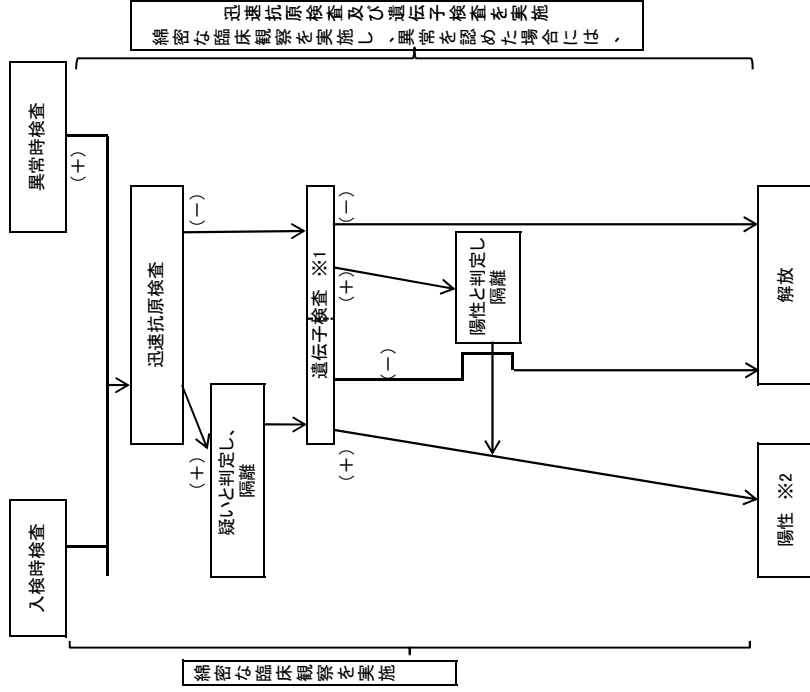 入検時検査
異常時検査
(+)
迅速抗原検査
(+)
(-)
疑いと判定し、
隔離
遺伝子検査 ※1
(+)
(-)
(+)
(-)
陽性と判定し
隔離
陽性 ※2
解放
綿密な臨床観察を実施
綿密な臨床観察を実施し、異常を認めた場合には、
迅速抗原検査及び遺伝子検査を実施